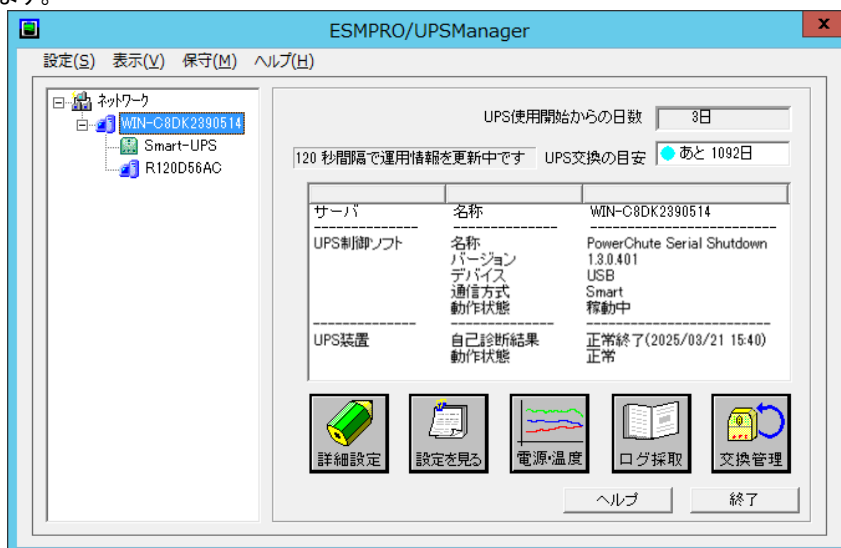 ます。
ESMPRO/UPSManager
x
設定(S) 表示(V) 保守(M) ヘルプ(H)
ネットワーク
WIN-C8DK2390514
Smart-UPS
R120D56AC
UPS使用開始からの日数 3日
120 秒間隔で運用情報を更新中です UPS交換の目安 あと 1092日
サーバ 名称 WIN-C8DK2390514
UPS制御ソフト 名称 PowerChute Serial Shutdown
バージョン 1.3.0.401
デバイス USB
通信方式 Smart
動作状態 稼動中
UPS装置 自己診断結果 正常終了(2025/03/21 15:40)
動作状態 正常
詳細設定 設定を見る 電源・温度 ログ採取 交換管理
ヘルプ 終了